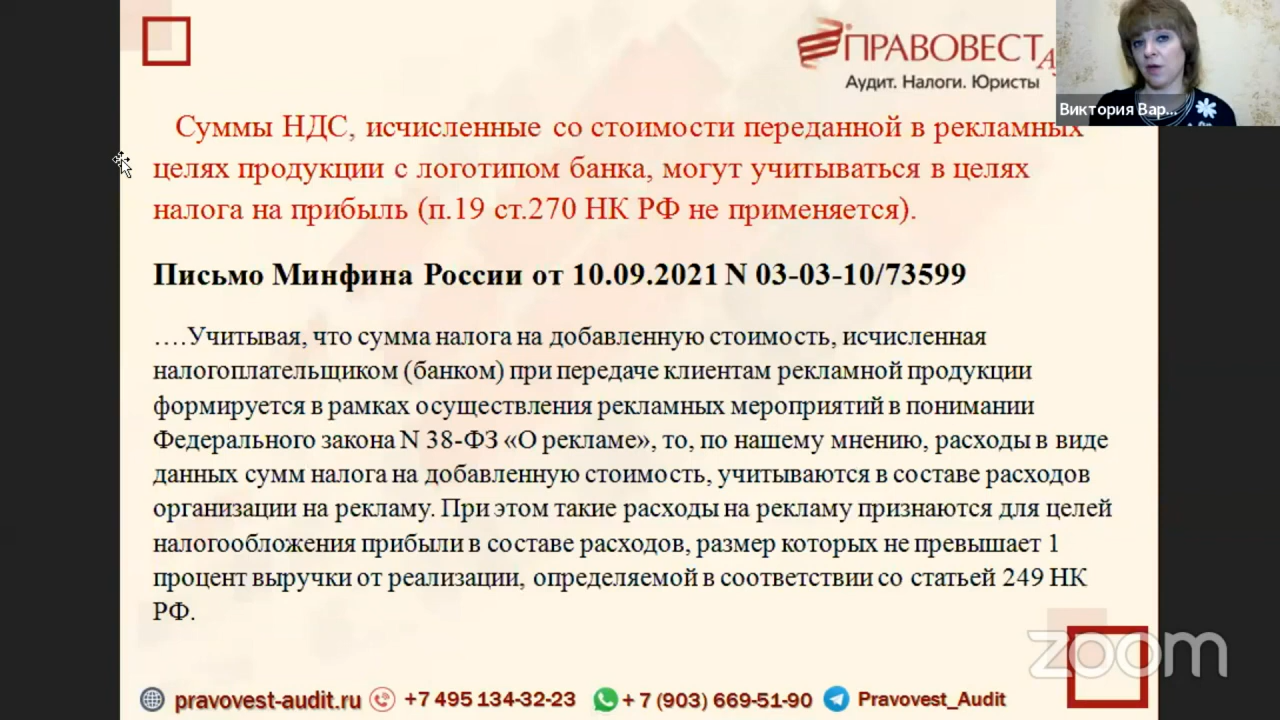 ПРАВОВЕСТ
Аудит. Налоги. Юристы
Виктория Вар...
Суммы НДС, исчисленные со стоимости переданной в рекламных
целях продукции с логотипом банка, могут учитываться в целях
налога на прибыль (п.19 ст.270 НК РФ не применяется).
Письмо Минфина России от 10.09.2021 N 03-03-10/73599
….Учитывая, что сумма налога на добавленную стоимость, исчисленная
налогоплательщиком (банком) при передаче клиентам рекламной продукции
формируется в рамках осуществления рекламных мероприятий в понимании
Федерального закона N 38-ФЗ «О рекламе», то, по нашему мнению, расходы в виде
данных сумм налога на добавленную стоимость, учитываются в составе расходов
организации на рекламу. При этом такие расходы на рекламу признаются для целей
налогообложения прибыли в составе расходов, размер которых не превышает 1
процент выручки от реализации, определяемой в соответствии со статьей 249 НК
РФ.
zoom
pravovest-audit.ru +7 495 134-32-23 + 7 (903) 669-51-90 Pravovest_Audit